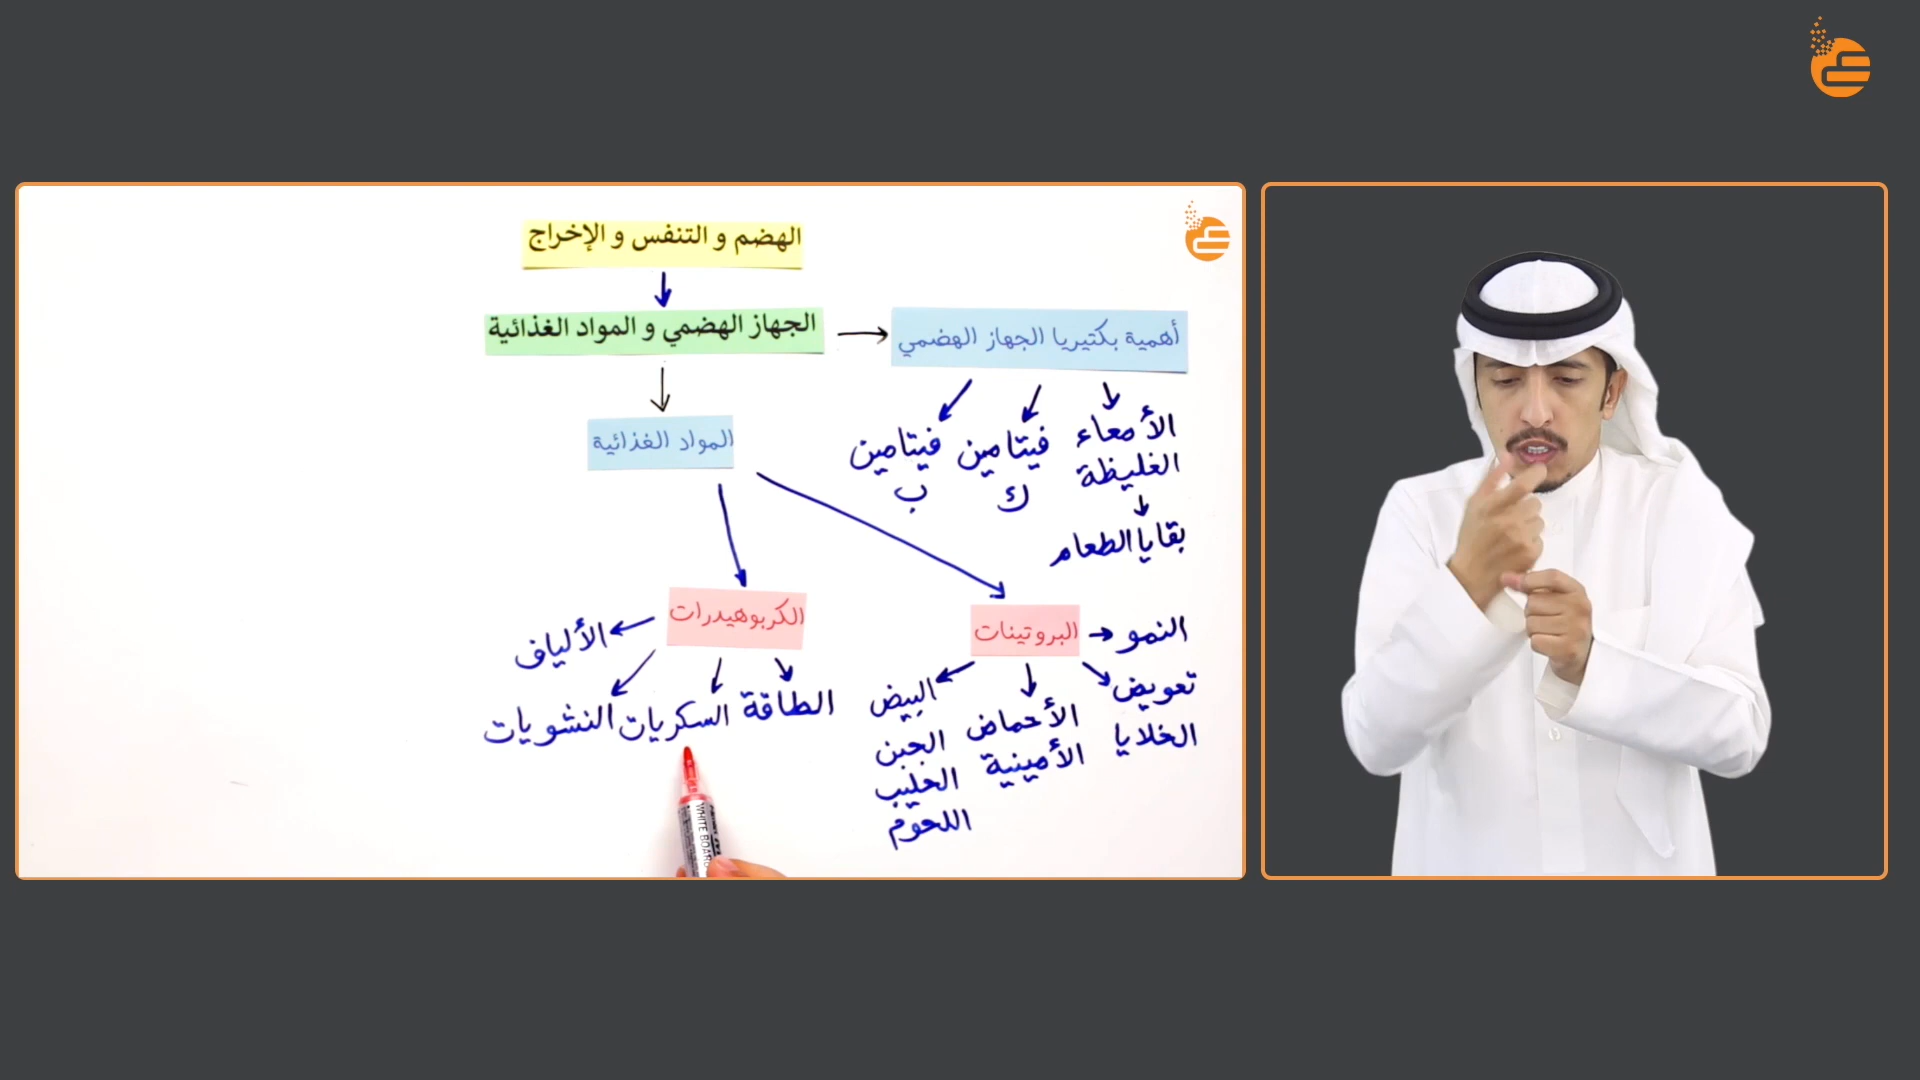 الهضم و التنفس و الإخراج
الجهاز الهضمي و المواد الغذائية
أهمية بكتيريا الجهاز الهضمي
الأمعاء
الغليظة
بقايا الطعام
فيتامين
ك
فيتامين
ب
المواد الغذائية
البروتينات
النمو
تعويض
الخلايا
الأحماض
الأمينية
البيض
الجبن
الحليب
اللحوم
الكربوهيدرات
الطاقة
السكريات
النشويات
الألياف
WHITE BOARD